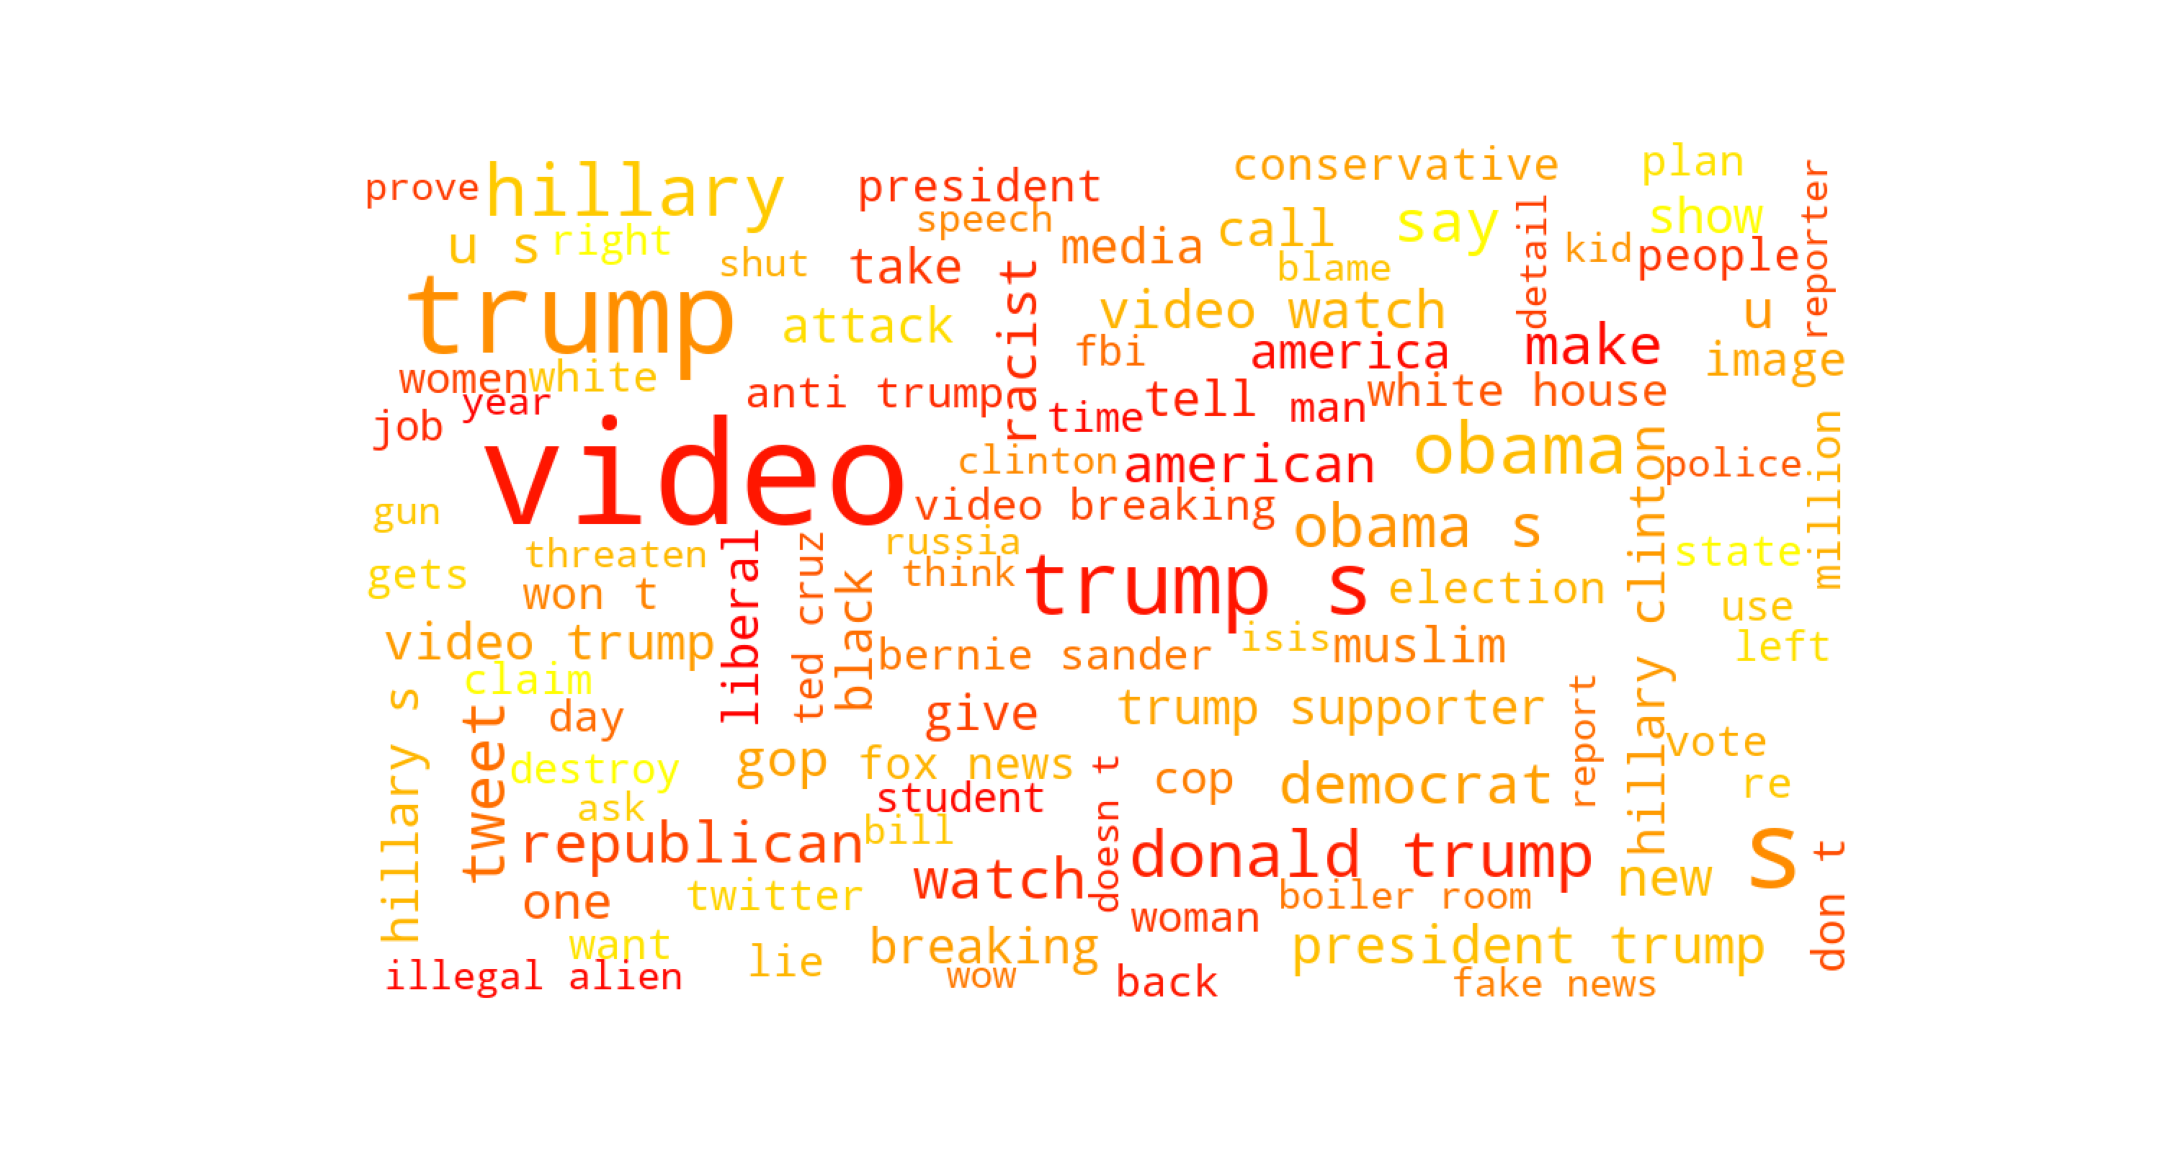 prove
hillary
president
conservative
plan
reporter
speech
call
say
detail
show
u s
right
shut
take
media
kid
people
blame
trump
attack
racist
video watch
u
women
white
fbi
america
make
image
year
anti trump
time
tell
man
white house
job
video
clinton
american
obama
hillary clinton
police
million
gun
video breaking
obama s
threaten
liberal
ted cruz
russia
state
gets
won t
black
think
trump s
election
use
video trump
bernie sander
isis
muslim
left
claim
hillary s
tweet
day
give
trump supporter
report
vote
destroy
gop
fox news
doesn t
cop
democrat
re
ask
student
republican
bill
watch
donald trump
s
don t
one
twitter
boiler room
new
want
lie
breaking
woman
president trump
illegal alien
wow
back
fake news